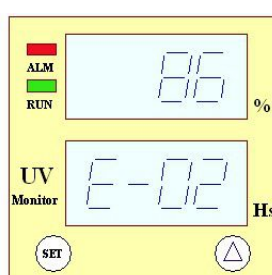 86
ALM
RUN
%
UV
Monitor
E-02
Hs
SET